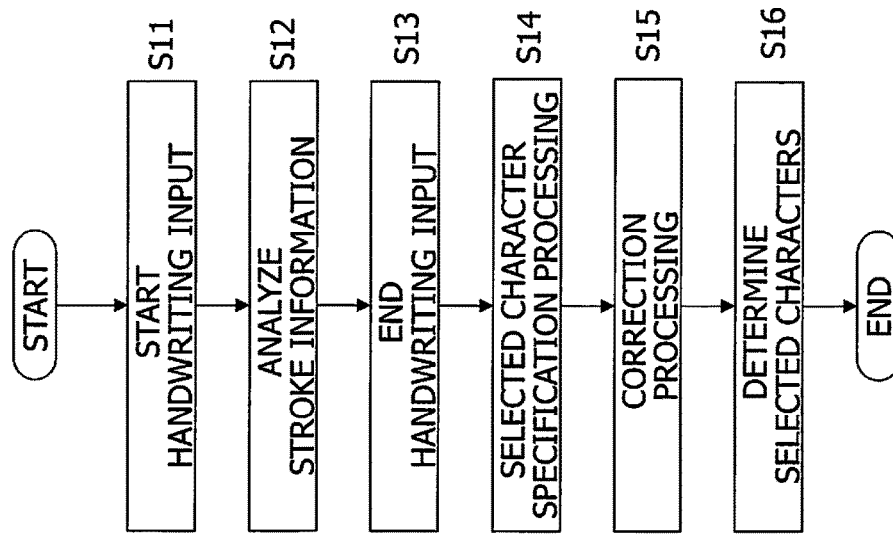 START
START
HANDWRITING INPUT
S11
ANALYZE
STROKE INFORMATION
S12
END
HANDWRITING INPUT
S13
SELECTED CHARACTER
SPECIFICATION PROCESSING
S14
CORRECTION
PROCESSING
S15
DETERMINE
SELECTED CHARACTERS
S16
END